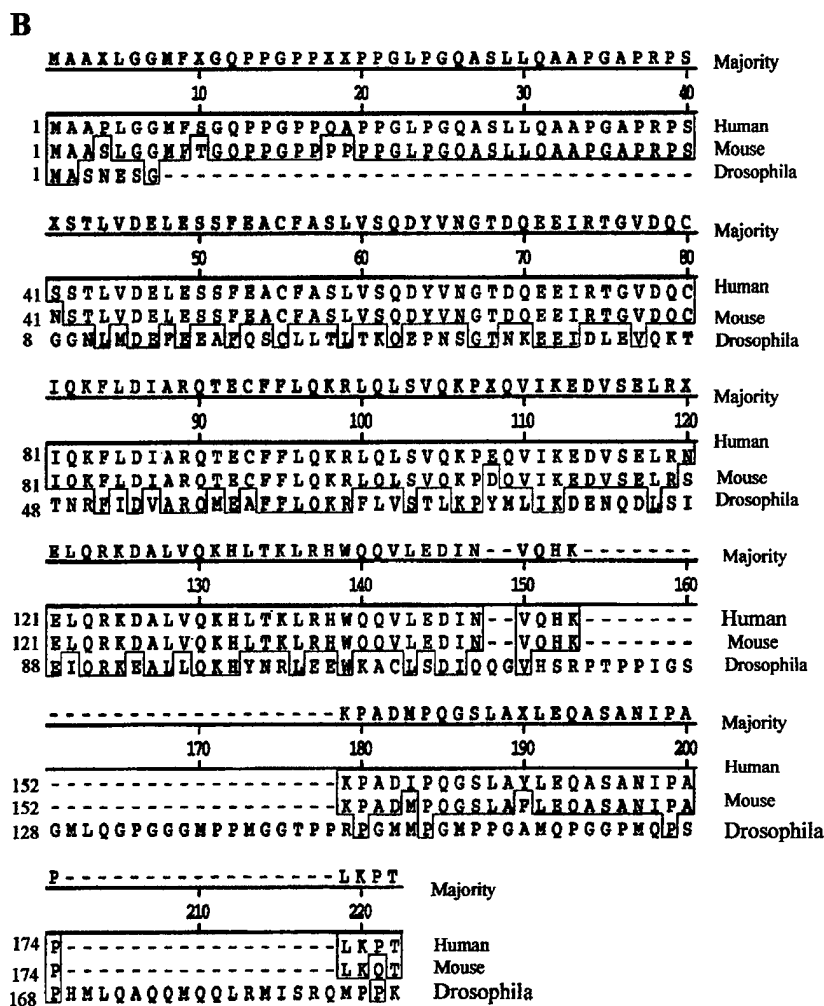 B
MAAXLGGMFXGQPPGPPXXPPGLPGQASLLQAAPGAPRPS Majority
10 20 30 40
1 MAAPLGGMFSGQPPGPPQAPPGLPGQASLLQAAPGAPRPS Human
1 MAASLGGMFTGQPPGPPPPPPGLPGQASLLQAAPGAPRPS Mouse
1 MASNESG--------------------------------- Drosophila
XSTLVDELESSFEACFASLVSQDYVNGTDQEEIRTGVDQC Majority
50 60 70 80
41 SSTLVDELESSFEACFASLVSQDYVNGTDQEEIRTGVDQC Human
41 NSTLVDELESSFEACFASLVSQDYVNGTDQEEIRTGVDQC Mouse
8 GGNLMDEFEEAFQSCLLTLTKQEPNSGTNKEEIDLEVQKT Drosophila
IQKFLDIARQTECFFLQKRLQLSVQKPXQVIKEDVSELRX Majority
90 100 110 120
81 IQKFLDIARQTECFFLQKRLQLSVQKPEQVIKEDVSELRN Human
81 IQKFLDIARQTECFFLQKRLQLSVQKPDQVIKEDVSELRS Mouse
48 TNRFIDVARQMEAFFLQKRFLVSTLKPYMLIKDENQDLSI Drosophila
ELQRKDALVQKHLTKLRHWQQVLEDIN--VQHK------- Majority
130 140 150 160
121 ELQRKDALVQKHLTKLRHWQQVLEDIN--VQHK------- Human
121 ELQRKDALVQKHLTKLRHWQQVLEDIN--VQHK------- Mouse
88 EIQRKEALLQKHYNRLEEWKACLSDIQQGVHSRPTPPIGS Drosophila
------------------KPADMPQGSLAXLEQASANIPA Majority
170 180 190 200
152 ------------------KPADIPQGSLAYLEQASANIPA Human
152 ------------------KPADMPQGSLAFLEQASANIPA Mouse
128 GMLQGPGGGMPPMGGTPPRPGMMPGMPPGAMQPGGPMQPS Drosophila
P-----------------LKPT Majority
210 220
174 P-----------------LKPT Human
174 P-----------------LKQT Mouse
168 PHMLQAQQMQQLRMISRQMPPK Drosophila